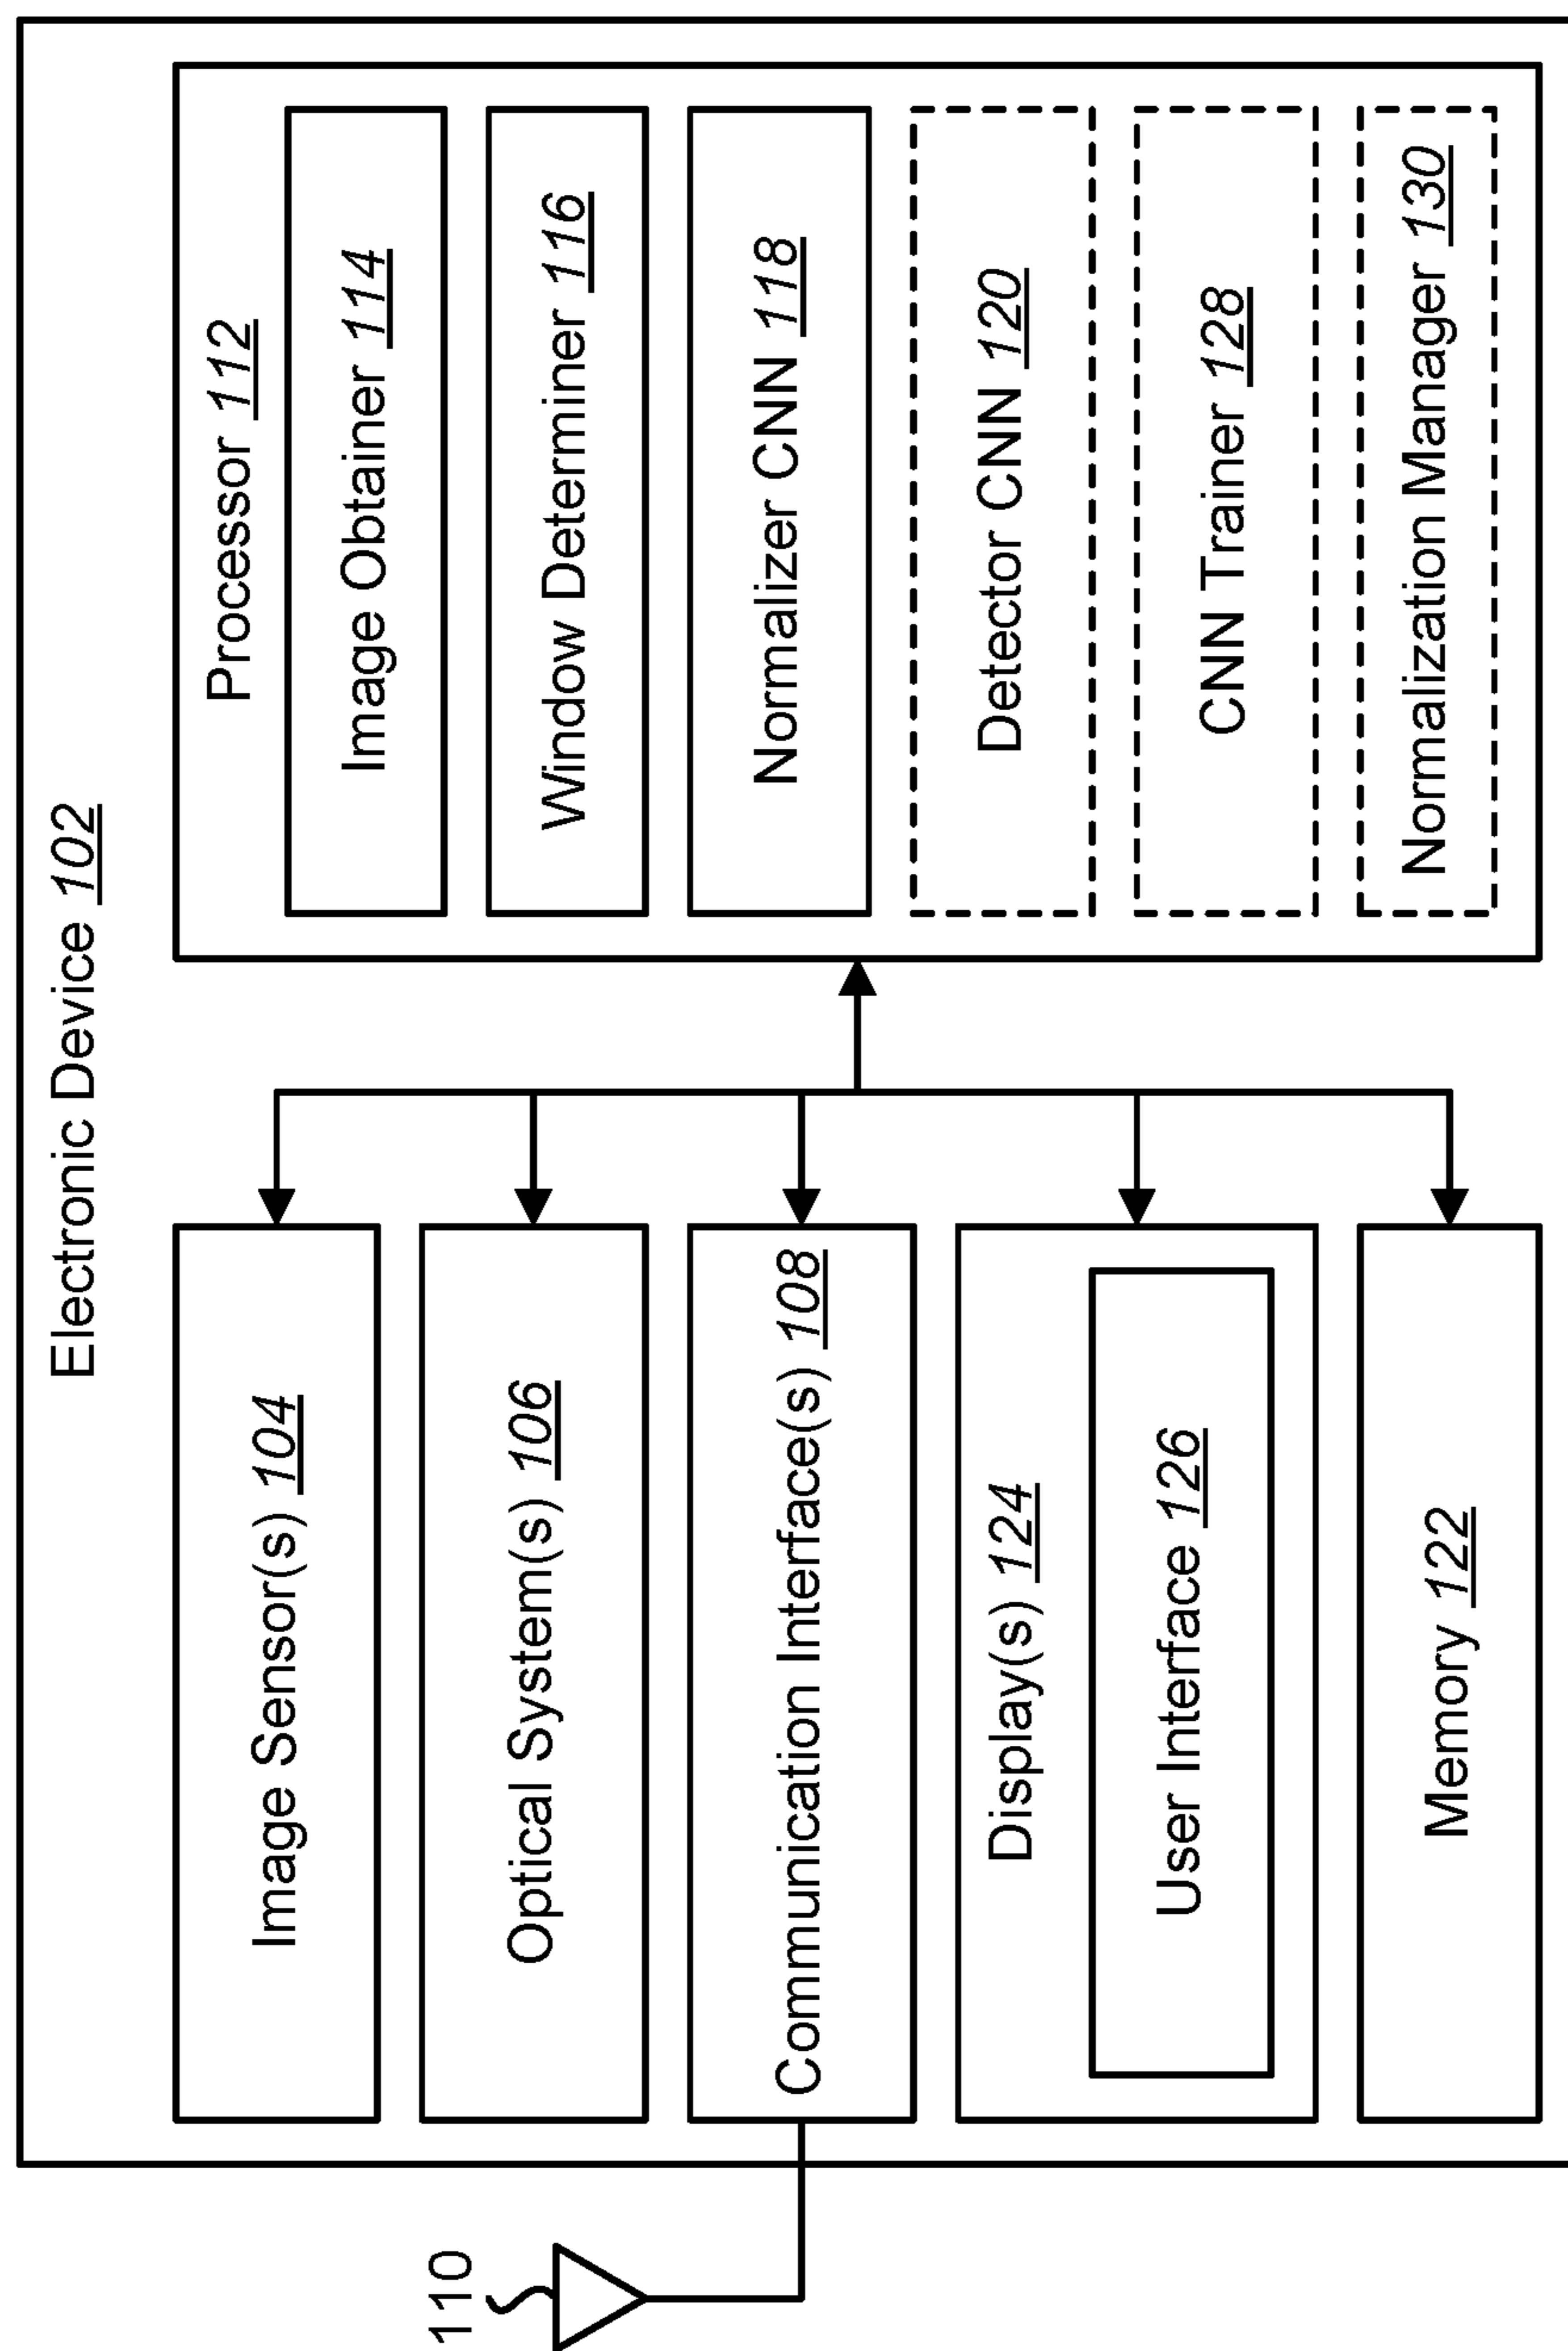 Electronic Device 102
Image Sensor(s) 104
Optical System(s) 106
Communication Interface(s) 108
Display(s) 124
User Interface 126
Memory 122
110
Processor 112
Image Obtainer 114
Window Determiner 116
Normalizer CNN 118
Detector CNN 120
CNN Trainer 128
Normalization Manager 130